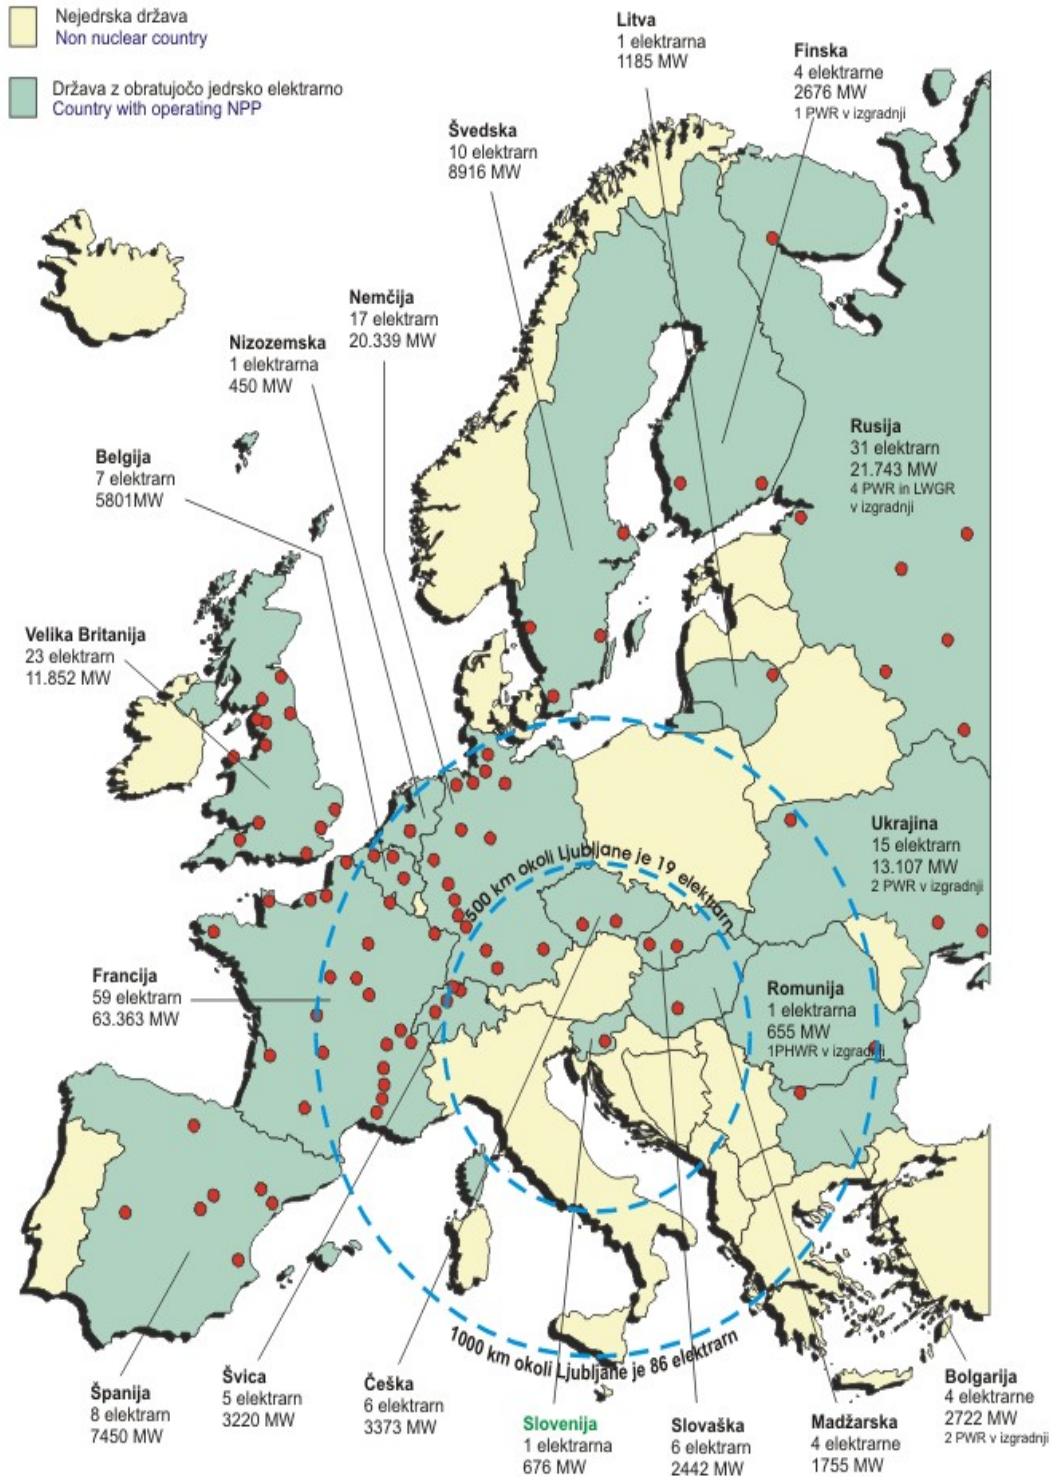 Nejedrska država
Non nuclear country
Država z obratujočo jedrsko elektrarno
Country with operating NPP
Litva
1 elektrarna
1185 MW
Finska
4 elektrarne
2676 MW
1 PWR v izgradnji
Švedska
10 elektrarn
8916 MW
Nemčija
17 elektrarn
20.339 MW
Nizozemska
1 elektrarna
450 MW
Belgija
7 elektrarn
5801MW
Rusija
31 elektrarn
21.743 MW
4 PWR in LWGR
v izgradnji
Velika Britanija
23 elektrarn
11.852 MW
Ukrajina
15 elektrarn
13.107 MW
2 PWR v izgradnji
500 km okoli Ljubljane je 19 elektrarn
Francija
59 elektrarn
63.363 MW
Romunija
1 elektrarna
655 MW
1PHWR v izgradnji
1000 km okoli Ljubljane je 86 elektrarn
Španija
8 elektrarn
7450 MW
Švica
5 elektrarn
3220 MW
Češka
6 elektrarn
3373 MW
Slovenija
1 elektrarna
676 MW
Slovaška
6 elektrarn
2442 MW
Madžarska
4 elektrarne
1755 MW
Bolgarija
4 elektrarne
2722 MW
2 PWR v izgradnji